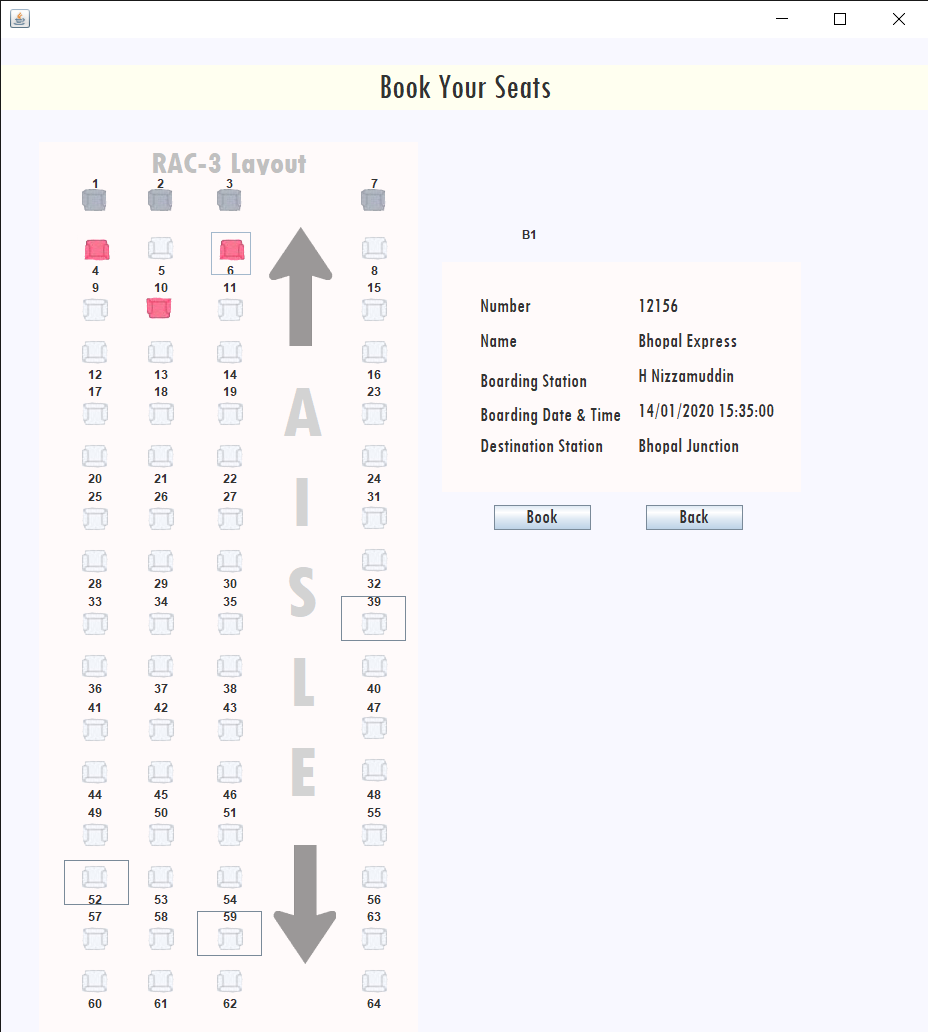 Book Your Seats
RAC-3 Layout
1 2 3 7
4 5 6 8
9 10 11 15
12 13 14 16
17 18 19 23
20 21 22 24
25 26 27 31
28 29 30 32
33 34 35 39
36 37 38 40
41 42 43 47
44 45 46 48
49 50 51 55
52 53 54 56
57 58 59 63
60 61 62 64
A
I
S
L
E
B1
Number 12156
Name Bhopal Express
Boarding Station H Nizzamuddin
Boarding Date & Time 14/01/2020 15:35:00
Destination Station Bhopal Junction
Book Back